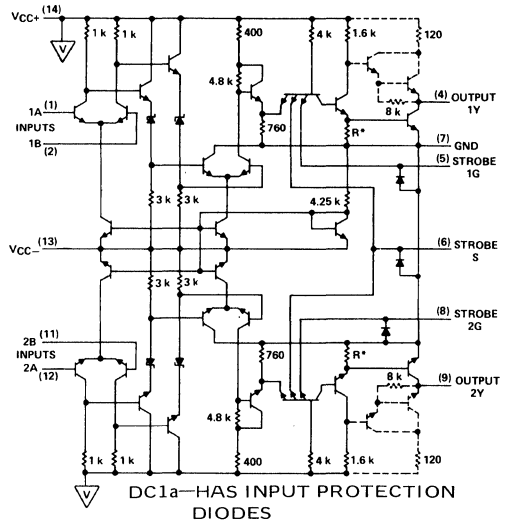 VCC+ (14)
1 k 1 k 400 4 k 1.6 k 120
V
4.8 k
8 k
(4) OUTPUT
1Y
1A (1)
INPUTS
1B
(2)
760
R*
(7) GND
(5) STROBE
1G
3 k 3 k
4.25 k
VCC– (13)
(6) STROBE
S
3 k 3 k
(8) STROBE
2G
2B (11)
INPUTS
2A
(12)
760
R*
8 k
(9) OUTPUT
2Y
4.8 k
1 k 1 k 400 4 k 1.6 k 120
V
DC1a—HAS INPUT PROTECTION
DIODES